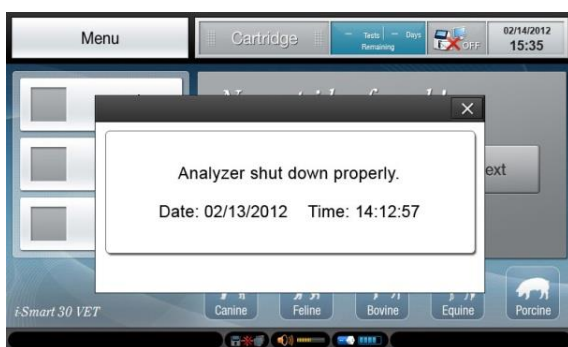 Menu
Cartridge
Tests
Days
Remaining
OFF
02/14/2012
15:35
Analyzer shut down properly.
Date: 02/13/2012 Time: 14:12:57
ext
i-Smart 30 VET
Canine
Feline
Bovine
Equine
Porcine